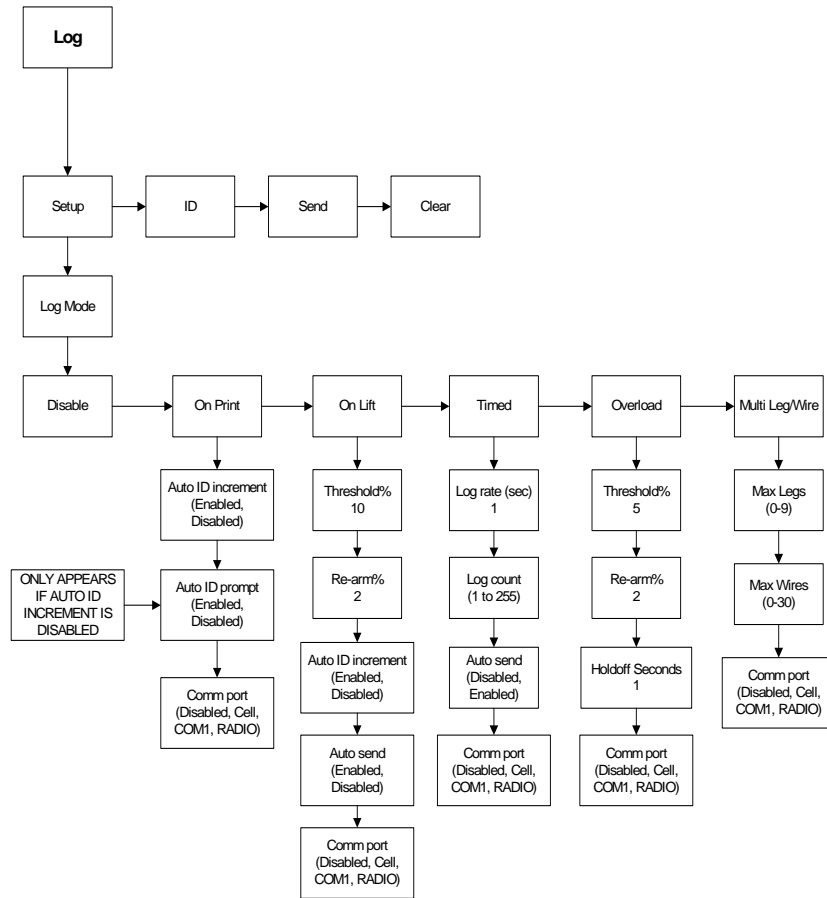 Log
Setup
ID
Send
Clear
Log Mode
Disable
On Print
On Lift
Timed
Overload
Multi Leg/Wire
Auto ID increment
(Enabled,
Disabled)
ONLY APPEARS
IF AUTO ID
INCREMENT IS
DISABLED
Auto ID prompt
(Enabled,
Disabled)
Comm port
(Disabled, Cell,
COM1, RADIO)
Threshold%
10
Re-arm%
2
Auto ID increment
(Enabled,
Disabled)
Auto send
(Enabled,
Disabled)
Comm port
(Disabled, Cell,
COM1, RADIO)
Log rate (sec)
1
Log count
(1 to 255)
Auto send
(Disabled,
Enabled)
Comm port
(Disabled, Cell,
COM1, RADIO)
Threshold%
5
Re-arm%
2
Holdoff Seconds
1
Comm port
(Disabled, Cell,
COM1, RADIO)
Max Legs
(0-9)
Max Wires
(0-30)
Comm port
(Disabled, Cell,
COM1, RADIO)